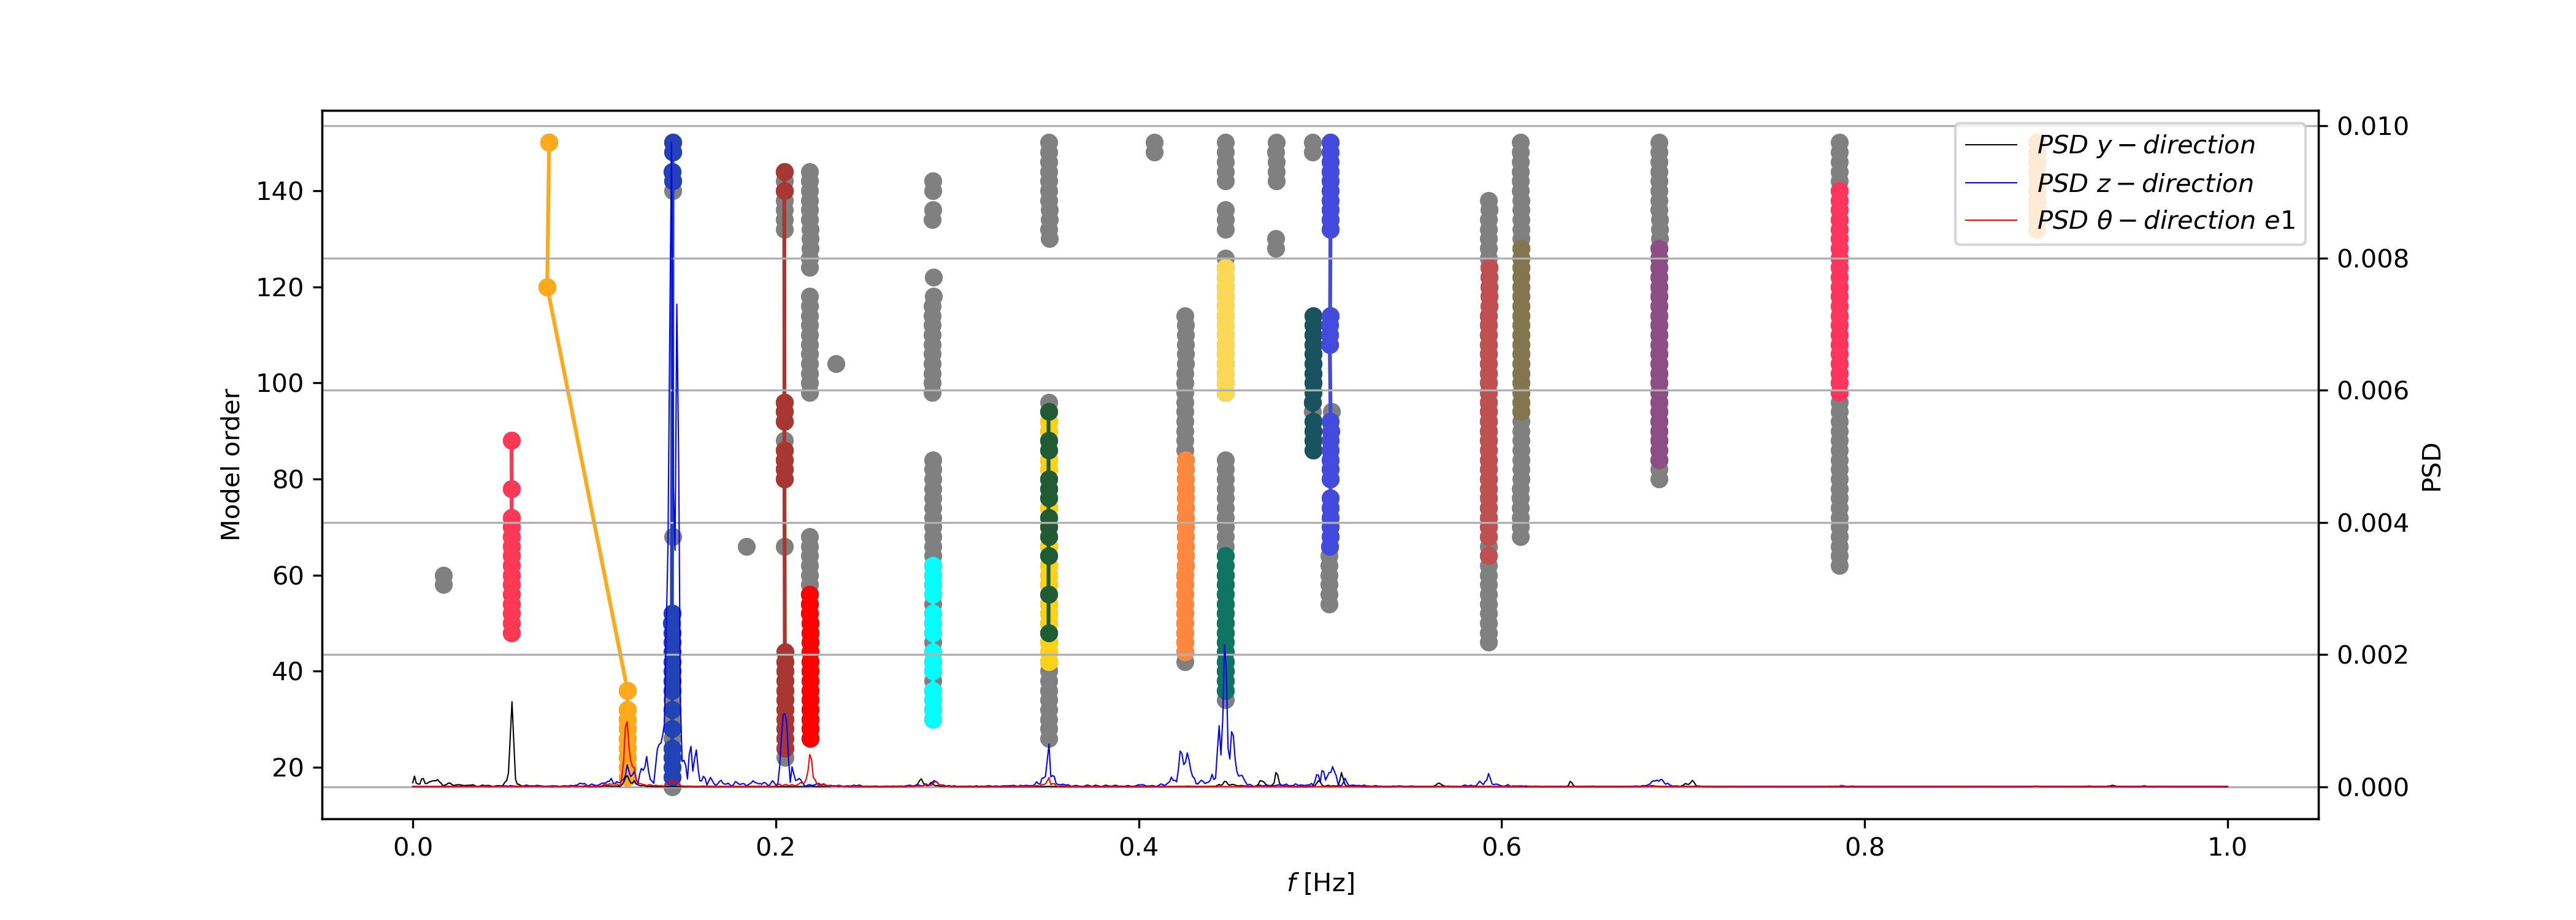 PSD y − direction
PSD z − direction
PSD θ − direction e1
Model order
140
120
100
80
60
40
20
0.010
0.008
0.006
0.004
0.002
0.000
PSD
0.0 0.2 0.4 0.6 0.8 1.0
f [Hz]